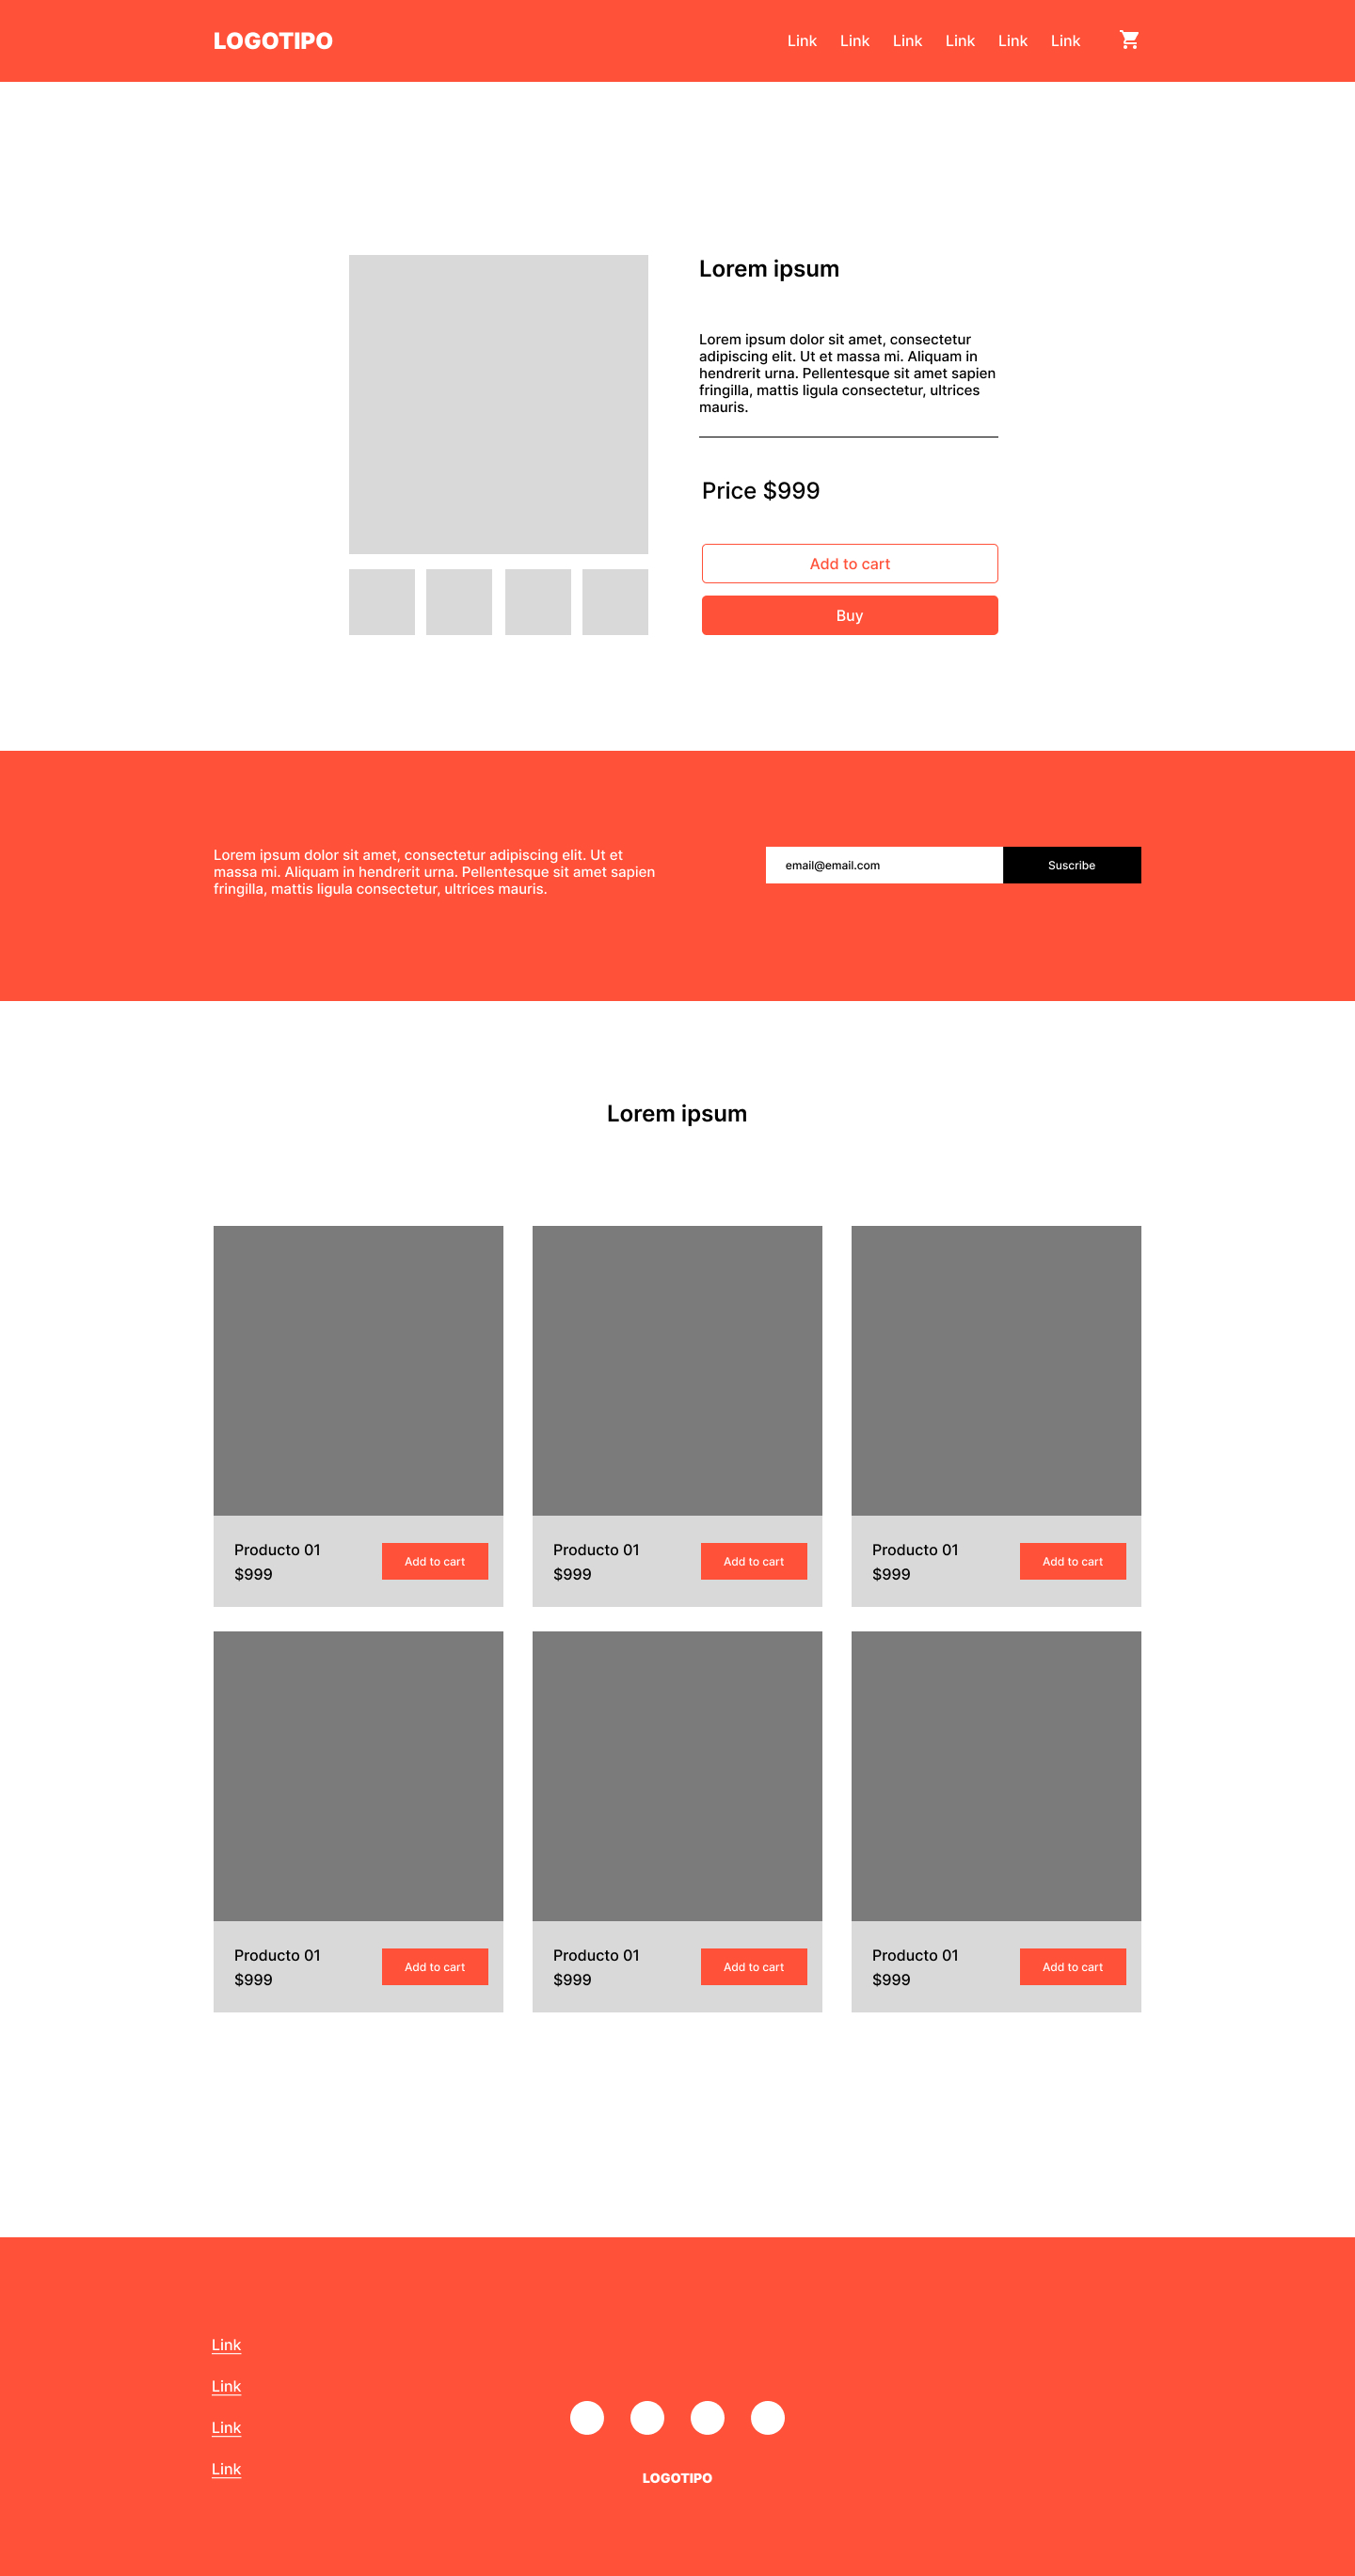 LOGOTIPO
Link Link Link Link Link Link
Lorem ipsum
Lorem ipsum dolor sit amet, consectetur
adipiscing elit. Ut et massa mi. Aliquam in
hendrerit urna. Pellentesque sit amet sapien
fringilla, mattis ligula consectetur, ultrices
mauris.
Price $999
Add to cart
Buy
Lorem ipsum dolor sit amet, consectetur adipiscing elit. Ut et
massa mi. Aliquam in hendrerit urna. Pellentesque sit amet sapien
fringilla, mattis ligula consectetur, ultrices mauris.
email@email.com
Suscribe
Lorem ipsum
Producto 01
$999
Add to cart
Producto 01
$999
Add to cart
Producto 01
$999
Add to cart
Producto 01
$999
Add to cart
Producto 01
$999
Add to cart
Producto 01
$999
Add to cart
Link
Link
Link
Link
LOGOTIPO